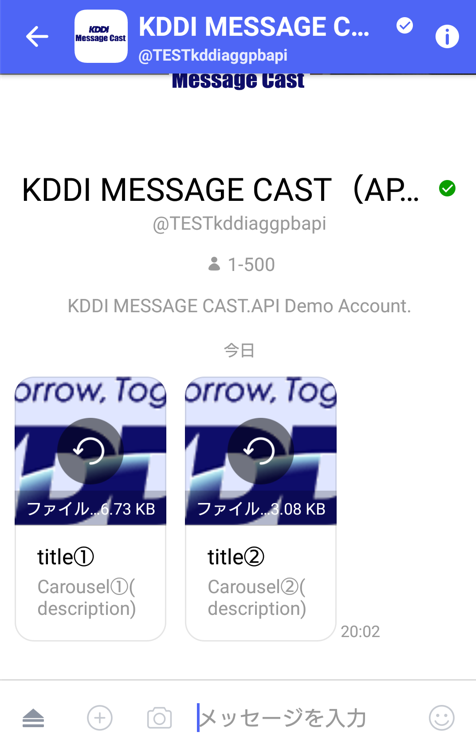 KDDI
Message Cast
KDDI MESSAGE C...
@TESTkddiaggpbapi
Message Cast
KDDI MESSAGE CAST（AP...
@TESTkddiaggpbapi
1-500
KDDI MESSAGE CAST.API Demo Account.
今日
orrow, Tog
ファイル...6.73 KB
title①
Carousel①(
description)
orrow, Tog
ファイル...3.08 KB
title②
Carousel②(
description)
20:02
メッセージを入力